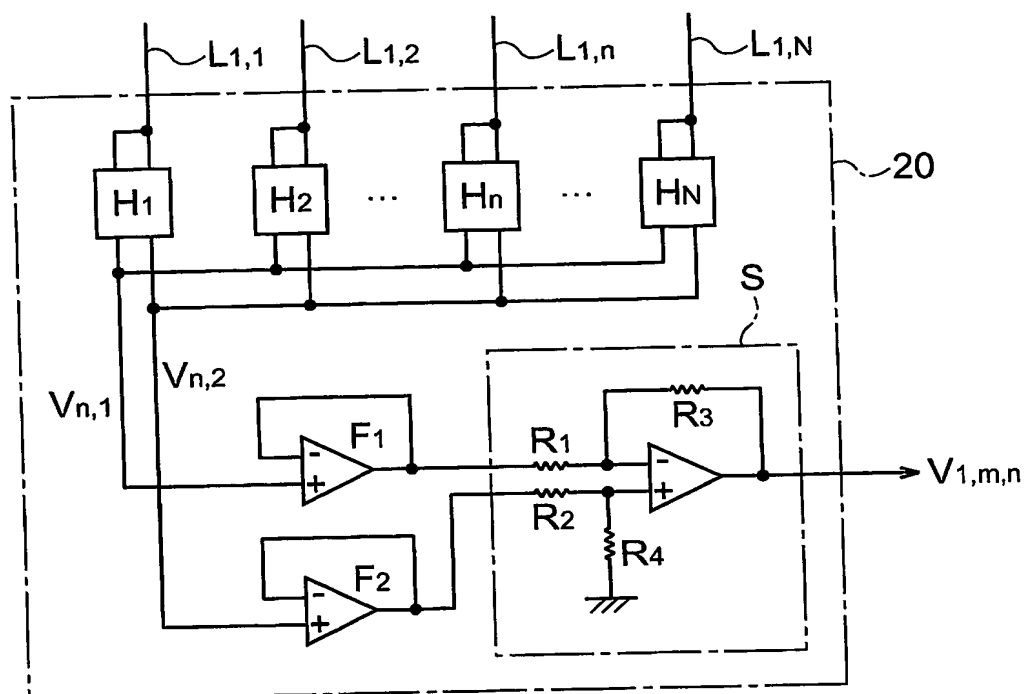 L1,1 L1,2 L1,n L1,N
20
H1 H2 ... Hn ... HN
S
Vn,1 Vn,2
F1 R1 R3
- + - +
V1,m,n
R2
F2 R4
- +